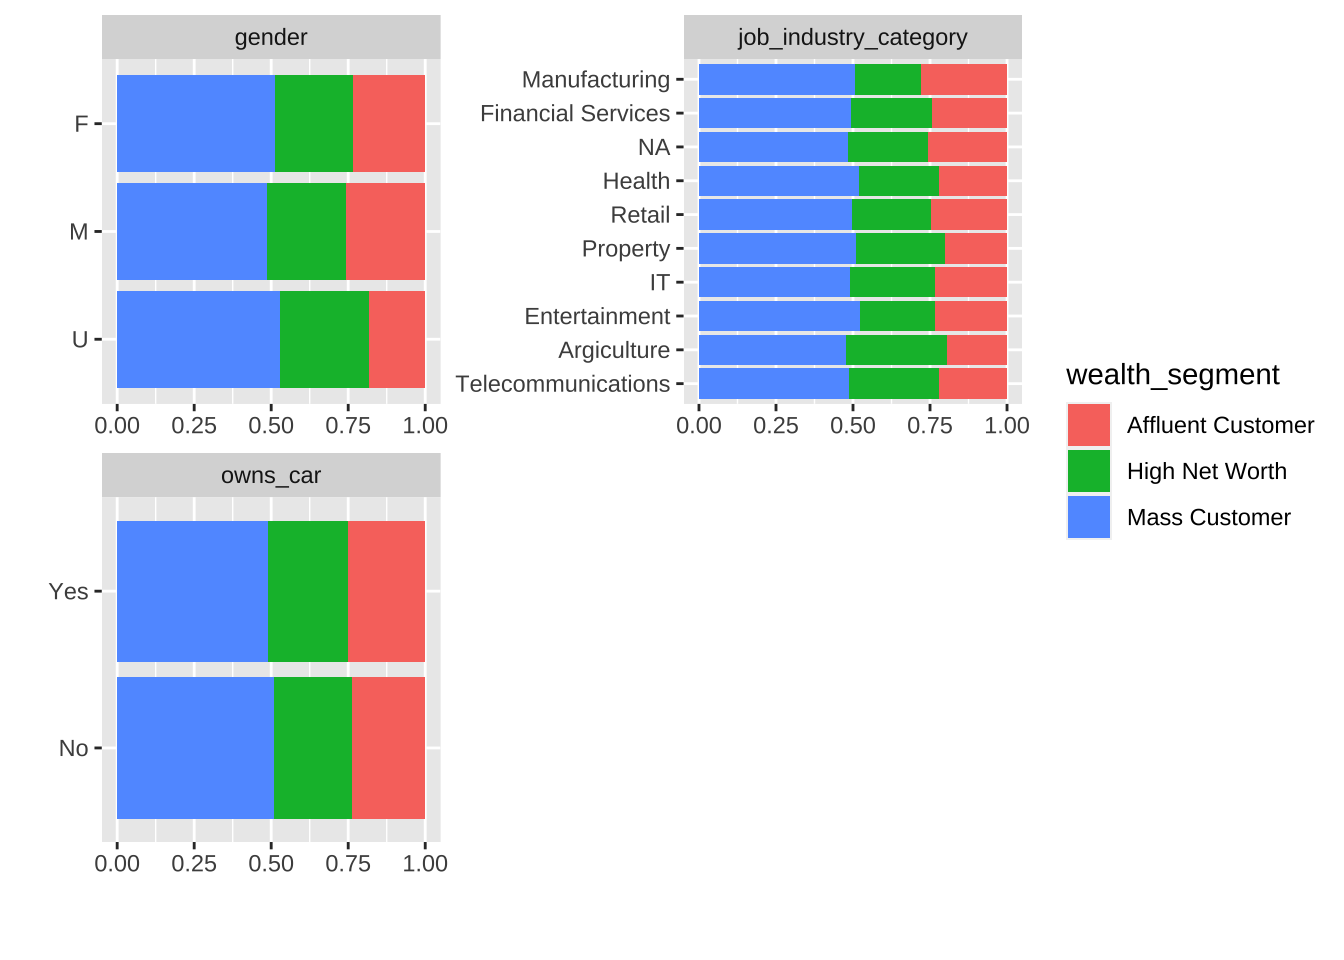 gender
F
M
U
0.00 0.25 0.50 0.75 1.00
job_industry_category
Manufacturing
Financial Services
NA
Health
Retail
Property
IT
Entertainment
Argiculture
Telecommunications
0.00 0.25 0.50 0.75 1.00
owns_car
Yes
No
0.00 0.25 0.50 0.75 1.00
wealth_segment
Affluent Customer
High Net Worth
Mass Customer